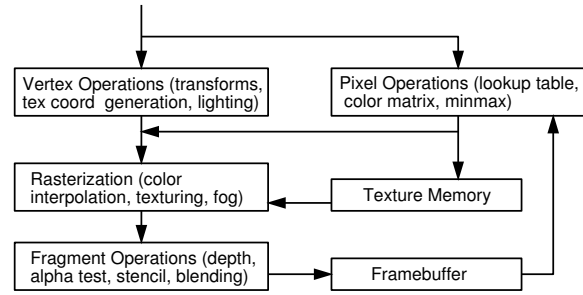 Vertex Operations (transforms,
tex coord generation, lighting)
Pixel Operations (lookup table,
color matrix, minmax)
Rasterization (color
interpolation, texturing, fog)
Texture Memory
Fragment Operations (depth,
alpha test, stencil, blending)
Framebuffer